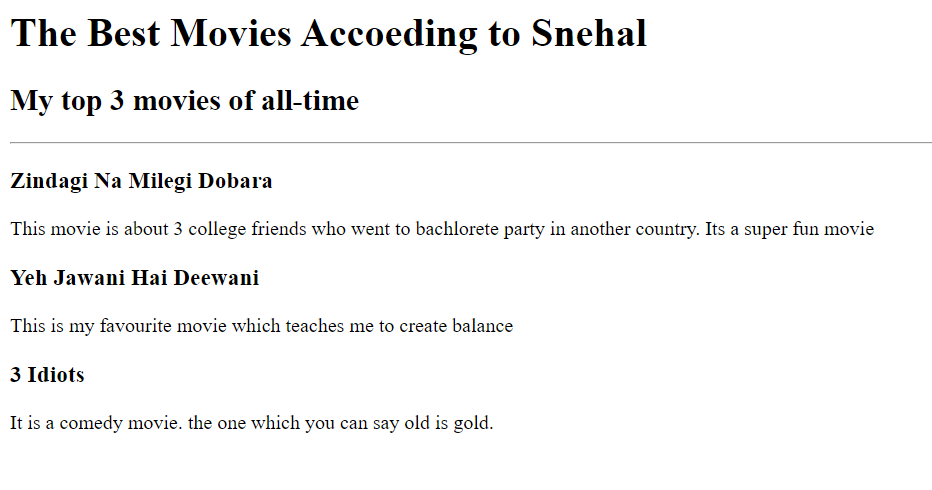 The Best Movies Accoeding to Snehal
My top 3 movies of all-time
Zindagi Na Milegi Dobara
This movie is about 3 college friends who went to bachlorete party in another country. Its a super fun movie
Yeh Jawani Hai Deewani
This is my favourite movie which teaches me to create balance
3 Idiots
It is a comedy movie. the one which you can say old is gold.